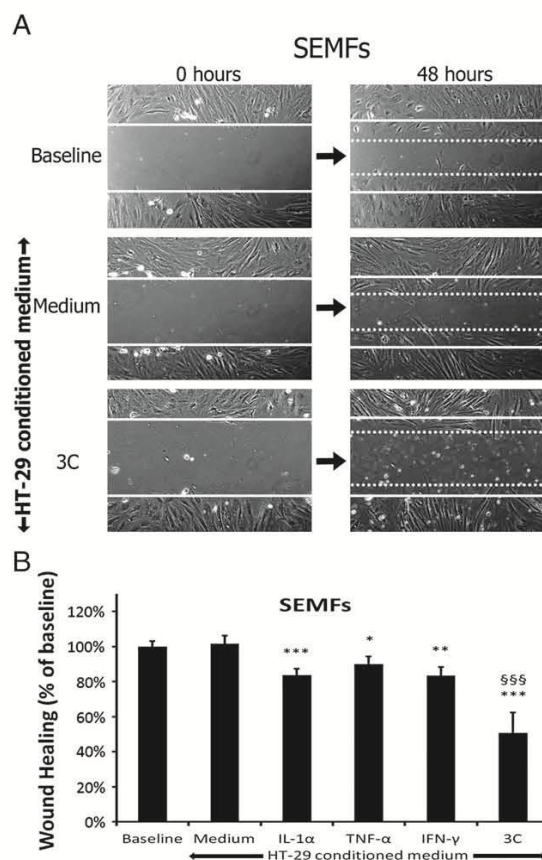 A
SEMFs
0 hours
48 hours
Baseline
Medium
3C
←HT-29 conditioned medium→
B
Wound Healing (% of baseline)
SEMFs
120%
100%
80%
60%
40%
20%
0%
***
*
**
§§§
***
Baseline Medium IL-1α TNF-α IFN-γ 3C
HT-29 conditioned medium